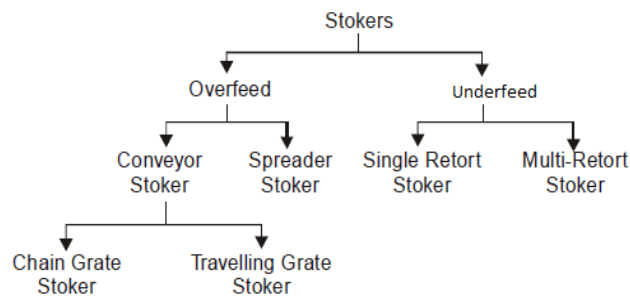 Stokers
Overfeed
Underfeed
Conveyor
Stoker
Spreader
Stoker
Single Retort
Stoker
Multi-Retort
Stoker
Chain Grate
Stoker
Travelling Grate
Stoker